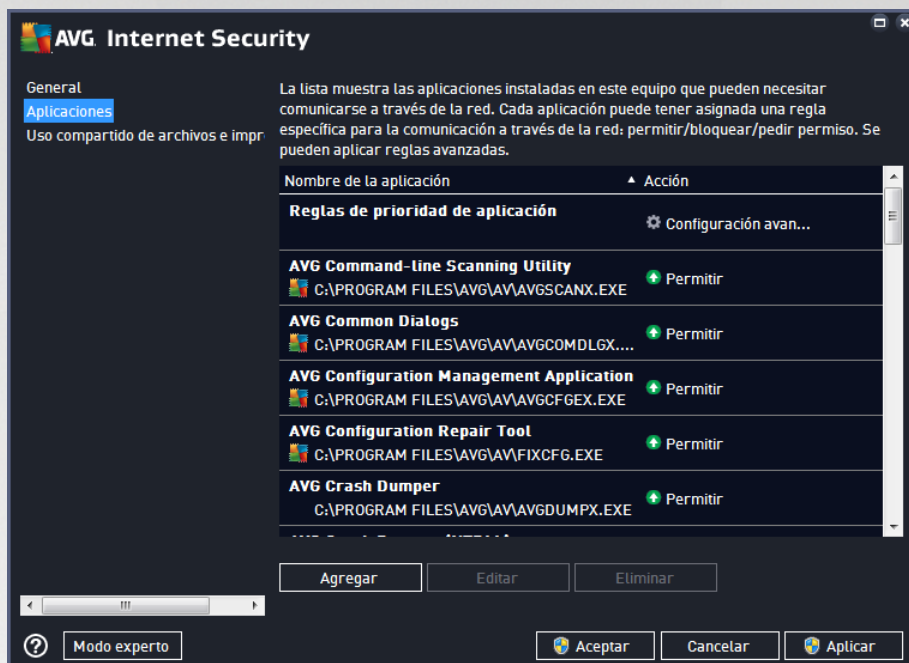 AVG Internet Security
General
Aplicaciones
Uso compartido de archivos e impr
La lista muestra las aplicaciones instaladas en este equipo que pueden necesitar
comunicarse a través de la red. Cada aplicación puede tener asignada una regla
específica para la comunicación a través de la red: permitir/bloquear/pedir permiso. Se
pueden aplicar reglas avanzadas.
Nombre de la aplicación Acción
Reglas de prioridad de aplicación
Configuración avan...
AVG Command-line Scanning Utility
C:\PROGRAM FILES\AVG\AV\AVGSCANX.EXE Permitir
AVG Common Dialogs
C:\PROGRAM FILES\AVG\AV\AVGCOMDLGX.... Permitir
AVG Configuration Management Application
C:\PROGRAM FILES\AVG\AV\AVGCFGEX.EXE Permitir
AVG Configuration Repair Tool
C:\PROGRAM FILES\AVG\AV\FIXCFG.EXE Permitir
AVG Crash Dumper
C:\PROGRAM FILES\AVG\AV\AVGDUMPX.EXE Permitir
Agregar Editar Eliminar
Modo experto Aceptar Cancelar Aplicar